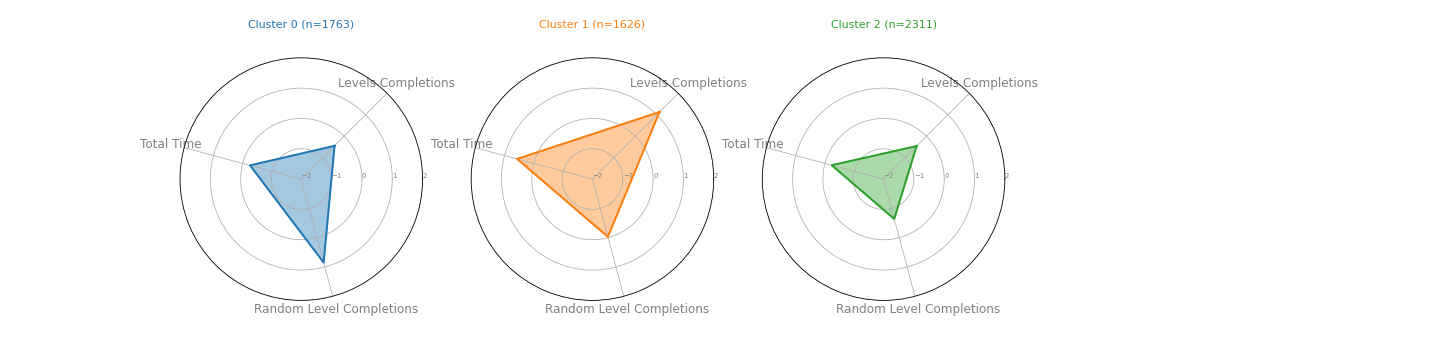 Cluster 0 (n=1763)
Levels Completions
Total Time
−2 −1 0 1 2
Random Level Completions
Cluster 1 (n=1626)
Levels Completions
Total Time
−2 −1 0 1 2
Random Level Completions
Cluster 2 (n=2311)
Levels Completions
Total Time
−2 −1 0 1 2
Random Level Completions